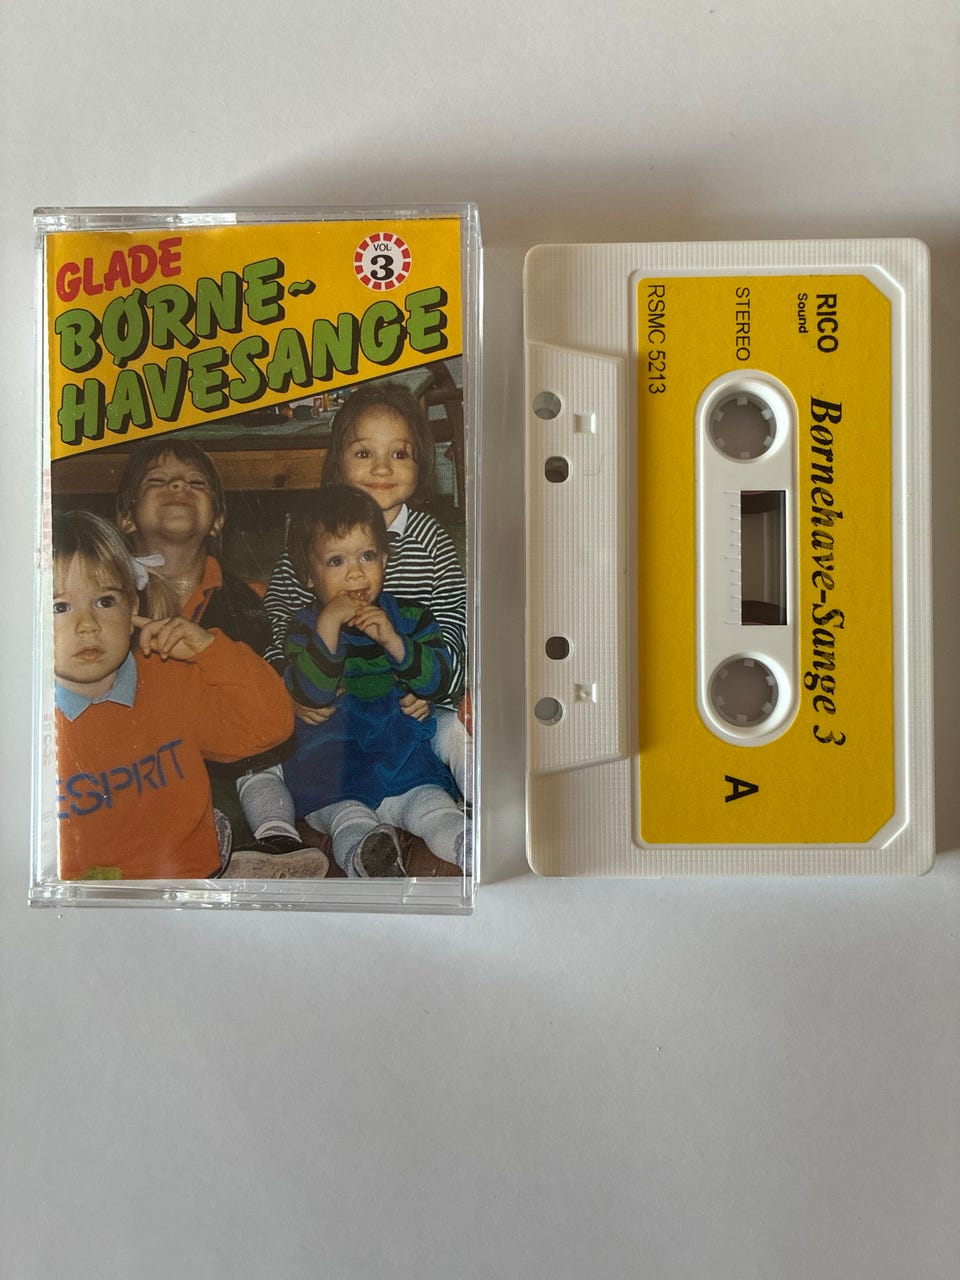 GLADE
BØRNE-
HAVESANGE
VOL:
3
ESPRIT
RICO
Sound
STEREO
RSMC 5213
Børnehave-Sange 3
A